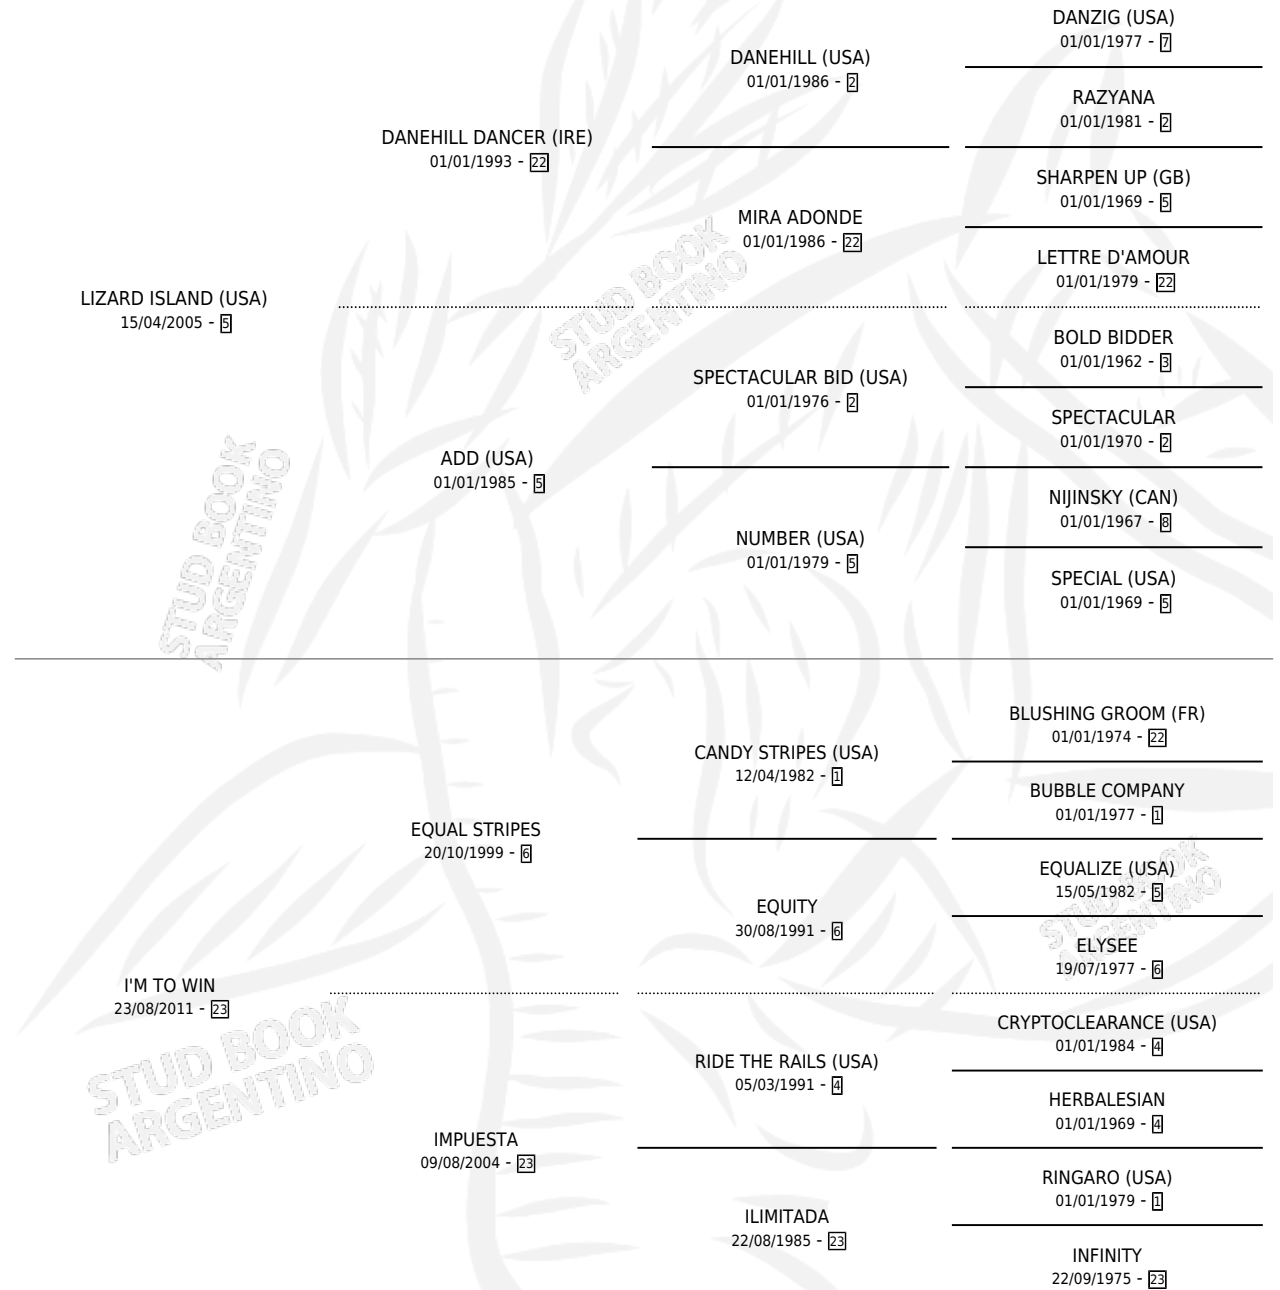 DANZIG (USA)
01/01/1977 - 7
DANEHILL (USA)
01/01/1986 - 2
RAZYANA
01/01/1981 - 2
DANEHILL DANCER (IRE)
01/01/1993 - 22
SHARPEN UP (GB)
01/01/1969 - 5
MIRA ADONDE
01/01/1986 - 22
LETTRE D'AMOUR
01/01/1979 - 22
LIZARD ISLAND (USA)
15/04/2005 - 5
STUD BOOK
ARGENTINO
BOLD BIDDER
01/01/1962 - 3
SPECTACULAR BID (USA)
01/01/1976 - 2
SPECTACULAR
01/01/1970 - 2
ADD (USA)
01/01/1985 - 5
NIJINSKY (CAN)
01/01/1967 - 8
NUMBER (USA)
01/01/1979 - 5
SPECIAL (USA)
01/01/1969 - 5
STUD BOOK
ARGENTINO
BLUSHING GROOM (FR)
01/01/1974 - 22
CANDY STRIPES (USA)
12/04/1982 - 1
BUBBLE COMPANY
01/01/1977 - 1
EQUAL STRIPES
20/10/1999 - 6
EQUALIZE (USA)
15/05/1982 - 5
EQUITY
30/08/1991 - 6
ELYSEE
19/07/1977 - 6
STUD BOOK
ARGENTINO
I'M TO WIN
23/08/2011 - 23
CRYPTOCLEARANCE (USA)
01/01/1984 - 4
RIDE THE RAILS (USA)
05/03/1991 - 4
HERBALESIAN
01/01/1969 - 4
STUD BOOK
ARGENTINO
IMPUESTA
09/08/2004 - 23
RINGARO (USA)
01/01/1979 - 1
ILIMITADA
22/08/1985 - 23
INFINITY
22/09/1975 - 23